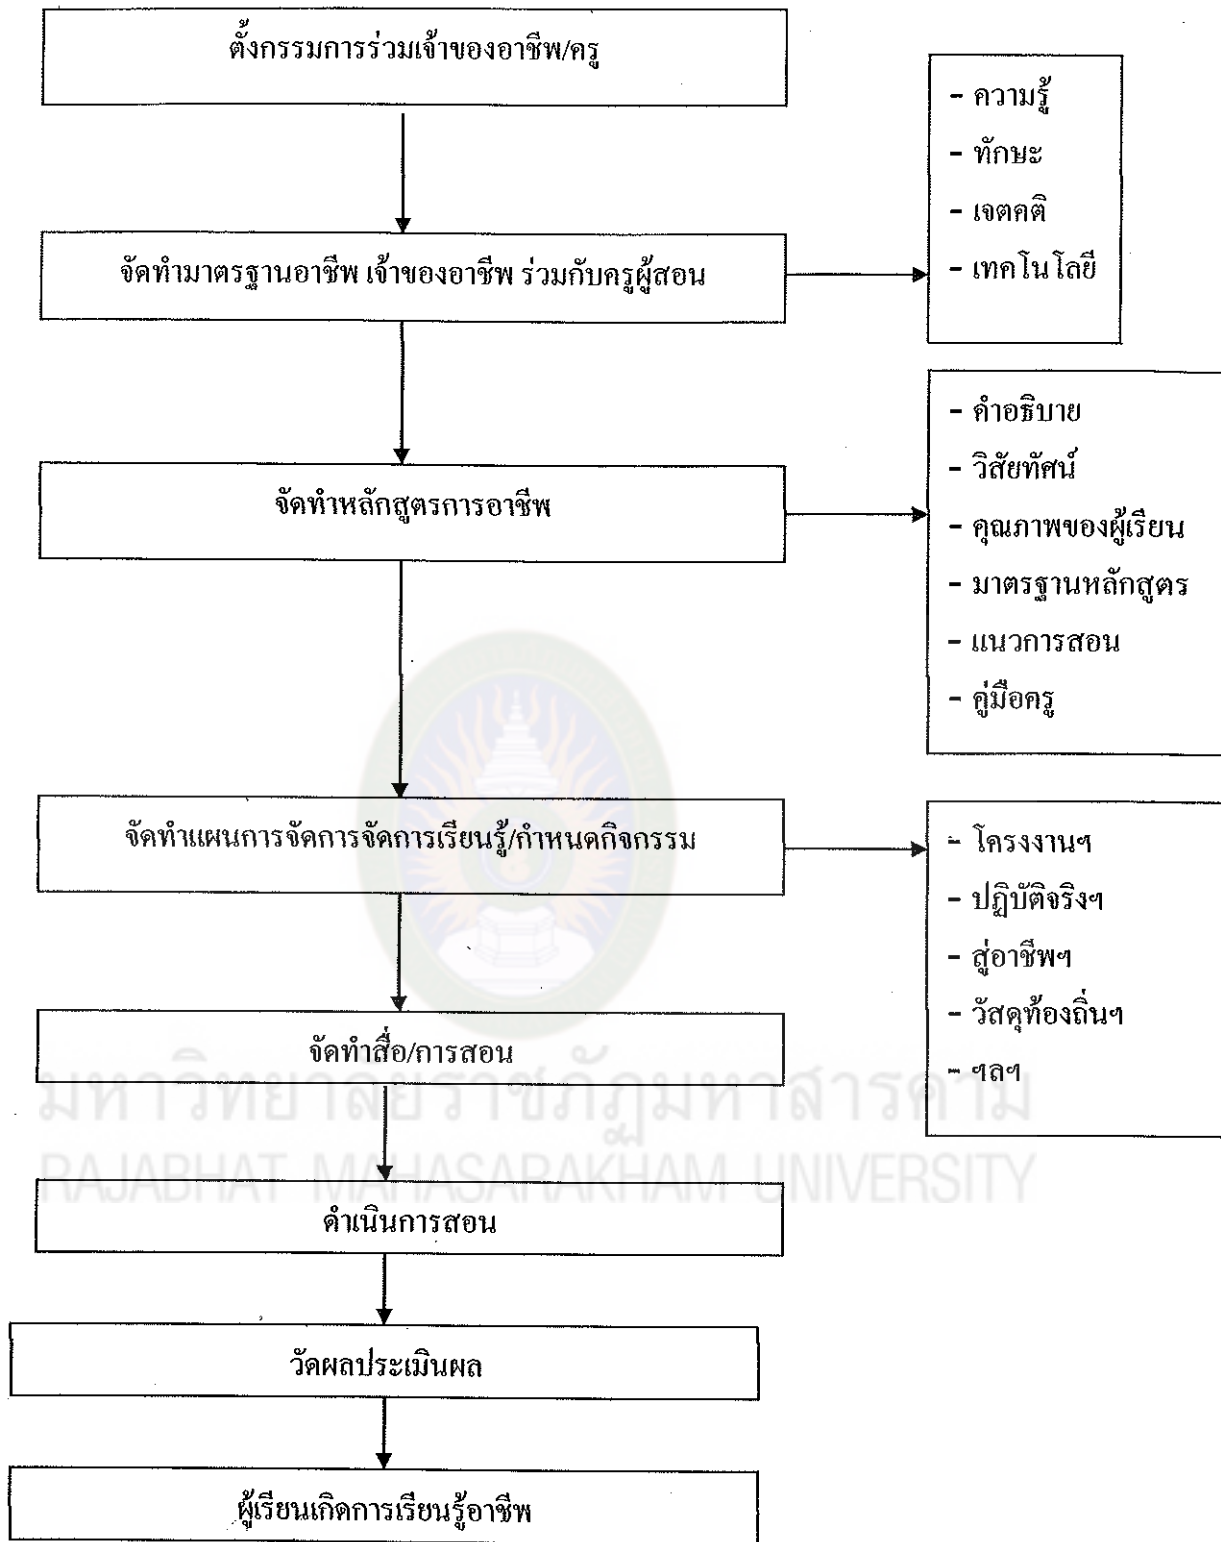 ตั้งกรรมการร่วมเจ้าของอาชีพ/ครู
จัดทำมาตรฐานอาชีพ เจ้าของอาชีพ ร่วมกับครูผู้สอน
- ความรู้
- ทักษะ
- เจตคติ
- เทคโนโลยี
จัดทำหลักสูตรการอาชีพ
- คำอธิบาย
- วิสัยทัศน์
- คุณภาพของผู้เรียน
- มาตรฐานหลักสูตร
- แนวการสอน
- คู่มือครู
จัดทำแผนการจัดการจัดการเรียนรู้/กำหนดกิจกรรม
- โครงงานฯ
- ปฏิบัติจริงฯ
- สู่อาชีพฯ
- วัสดุท้องถิ่นฯ
- ฯลฯ
จัดทำสื่อ/การสอน
มหาวิทยาลัยราชภัฏมหาสารคาม
RAJABHAT MAHASARAKHAM UNIVERSITY
ดำเนินการสอน
วัดผลประเมินผล
ผู้เรียนเกิดการเรียนรู้อาชีพ